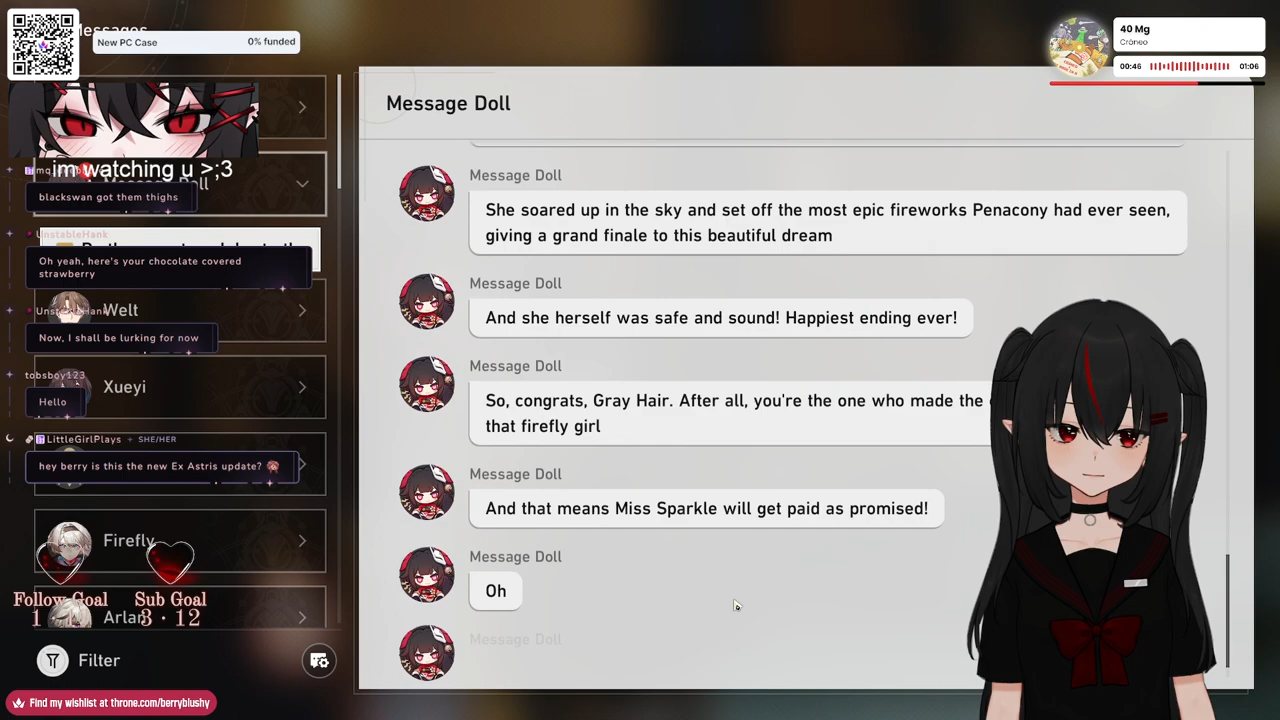 Messages
New PC Case 0% funded
40 Mg
Cráneo
00:46 01:06
im watching u >;3
blackswan got them thighs
UnstableHank
Oh yeah, here's your chocolate covered
strawberry
Welt
Now, I shall be lurking for now
tobsboy123
Xueyi
Hello
LittleGirlPlays + SHE/HER
hey berry is this the new Ex Astris update?
Firefly
Follow Goal Sub Goal
1 3 · 12
Arlan
Filter
Find my wishlist at throne.com/berryblushy
Message Doll
Message Doll
She soared up in the sky and set off the most epic fireworks Penacony had ever seen,
giving a grand finale to this beautiful dream
Message Doll
And she herself was safe and sound! Happiest ending ever!
Message Doll
So, congrats, Gray Hair. After all, you're the one who made the
that firefly girl
Message Doll
And that means Miss Sparkle will get paid as promised!
Message Doll
Oh
Message Doll